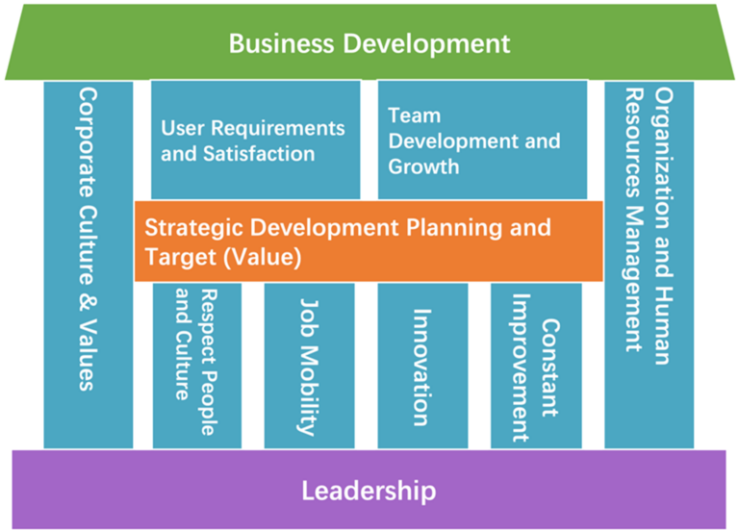 Business Development
Corporate Culture & Values
User Requirements
and Satisfaction
Team
Development and
Growth
Organization and Human
Resources Management
Strategic Development Planning and
Target (Value)
Respect People
and Culture
Job Mobility
Innovation
Constant
Improvement
Leadership